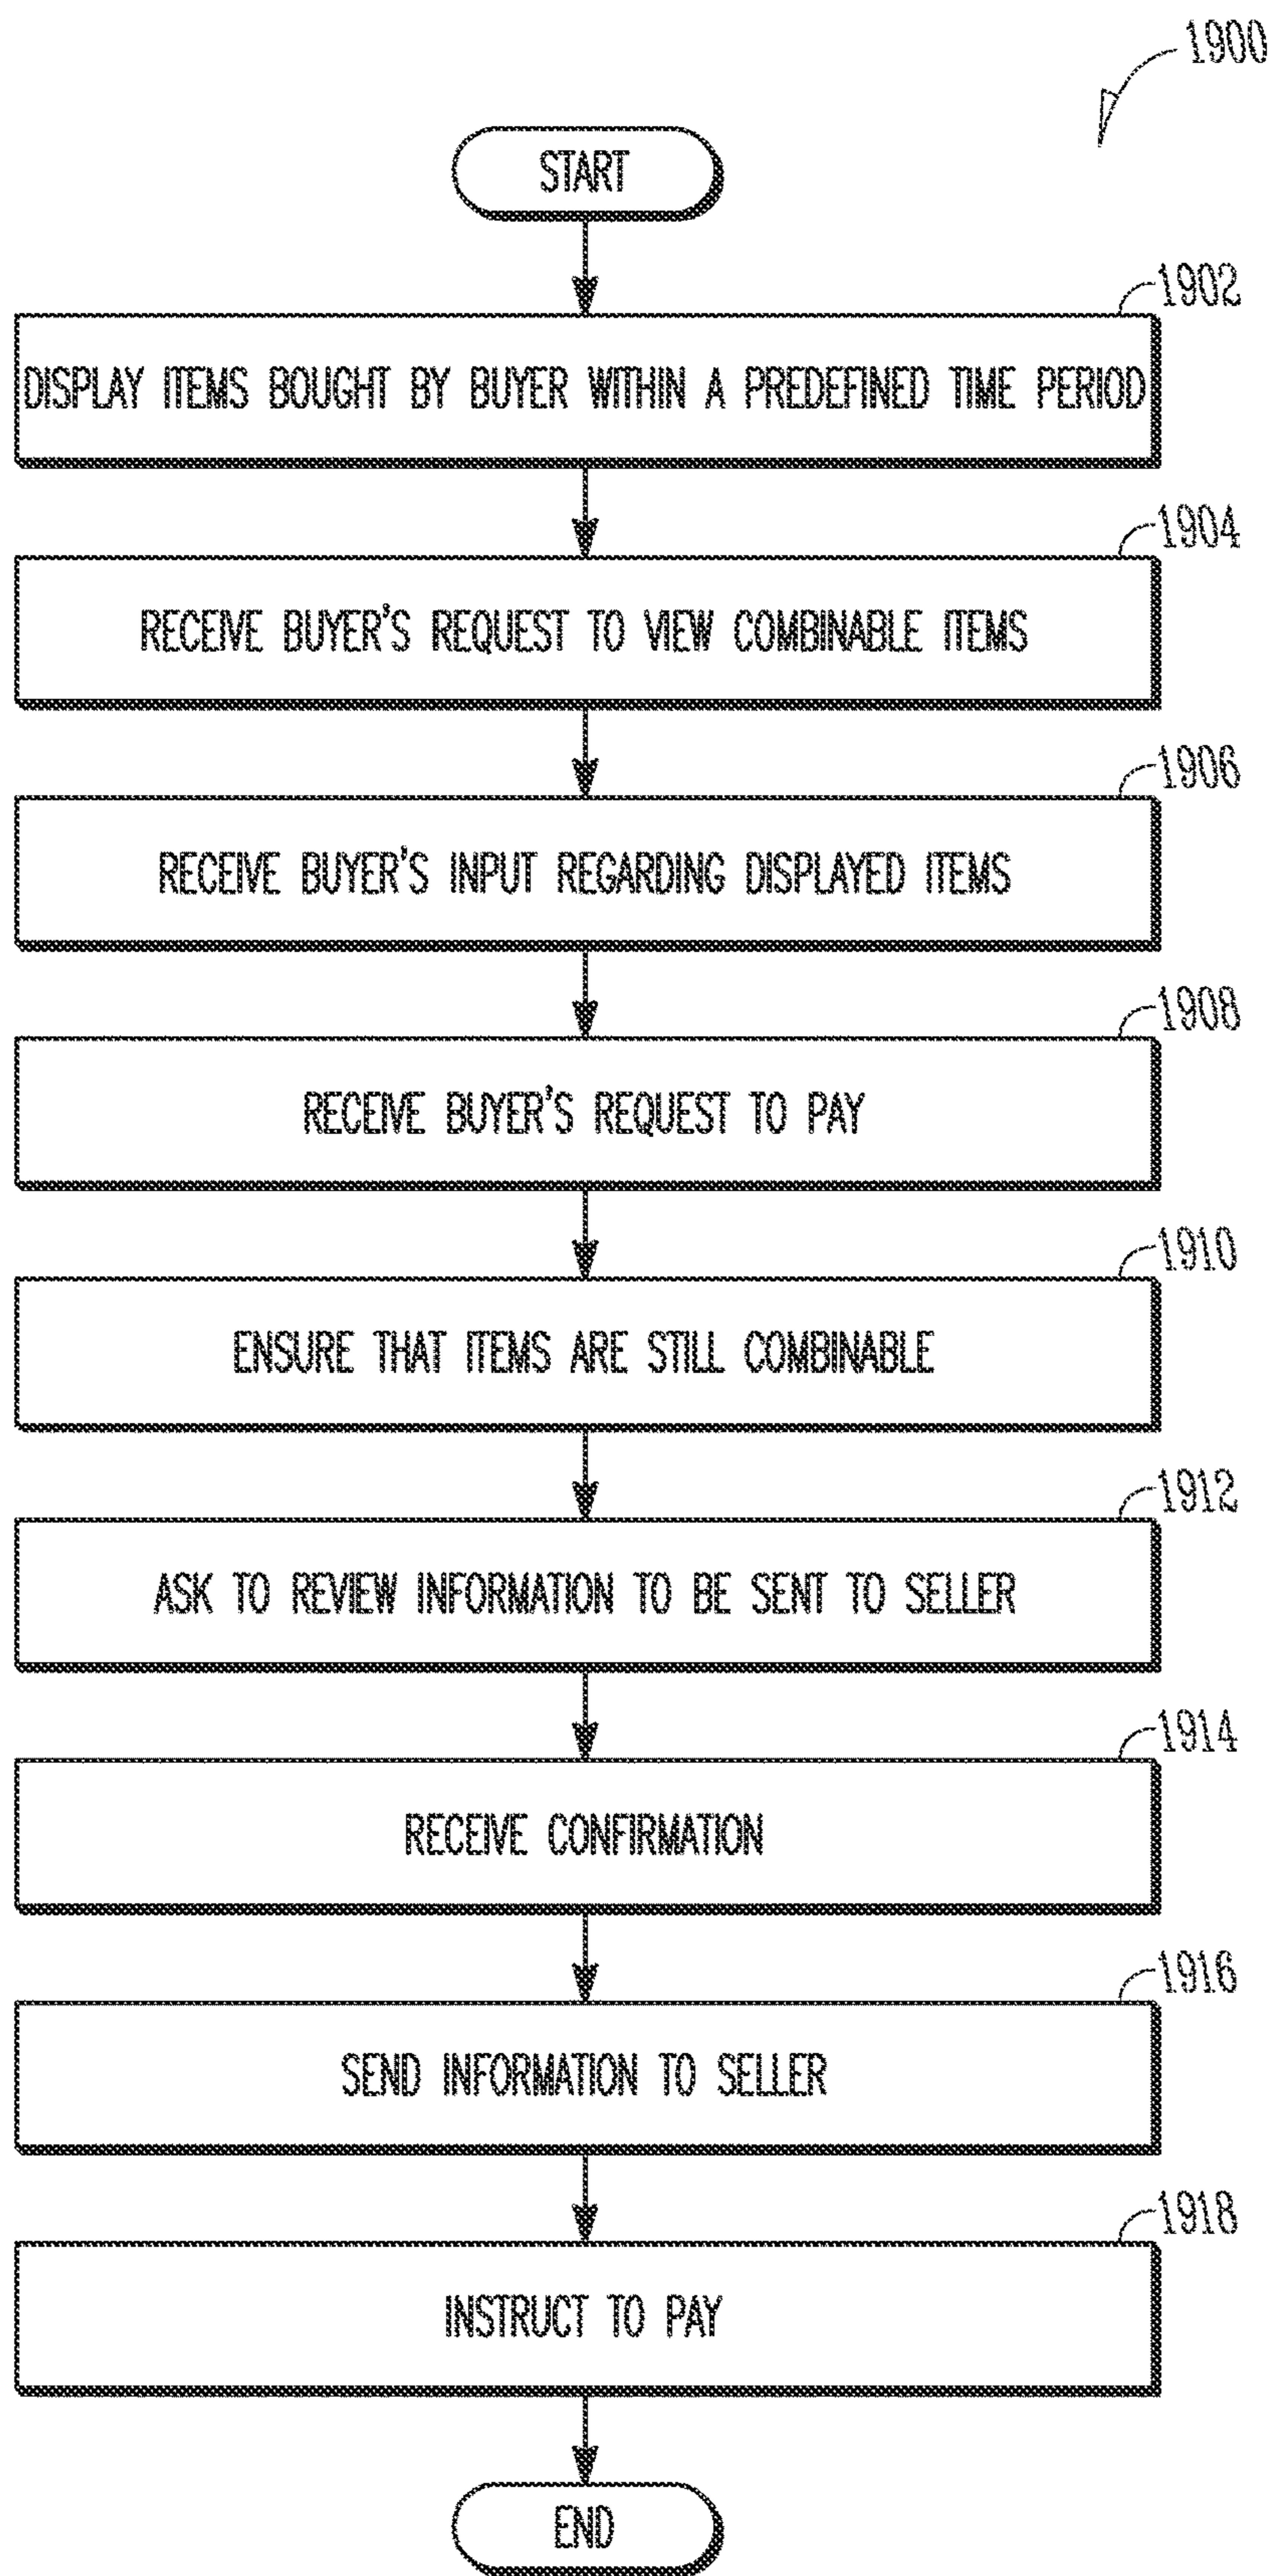 1900
START
1902
DISPLAY ITEMS BOUGHT BY BUYER WITHIN A PREDEFINED TIME PERIOD
1904
RECEIVE BUYER'S REQUEST TO VIEW COMBINABLE ITEMS
1906
RECEIVE BUYER'S INPUT REGARDING DISPLAYED ITEMS
1908
RECEIVE BUYER'S REQUEST TO PAY
1910
ENSURE THAT ITEMS ARE STILL COMBINABLE
1912
ASK TO REVIEW INFORMATION TO BE SENT TO SELLER
1914
RECEIVE CONFIRMATION
1916
SEND INFORMATION TO SELLER
1918
INSTRUCT TO PAY
END